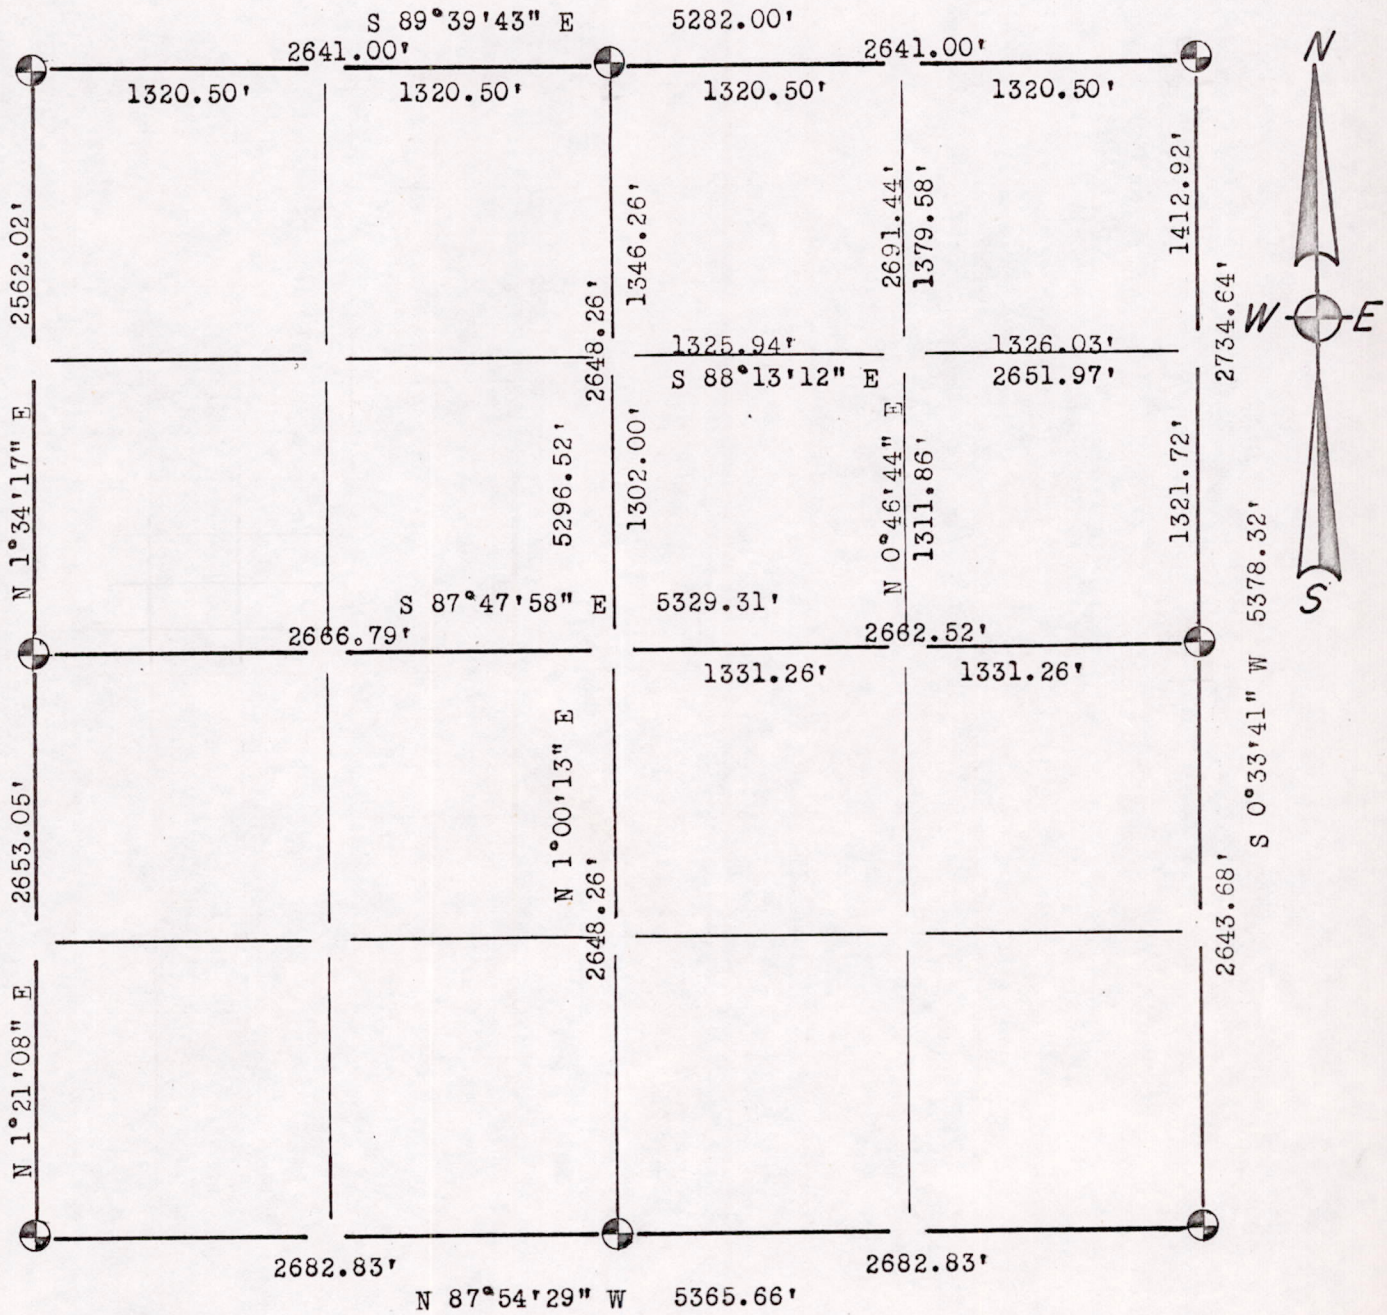 S 89°39'43" E 5282.00'
2641.00' 2641.00'
1320.50' 1320.50' 1320.50' 1320.50'
N
2562.02'
1346.26'
2691.44'
1379.58'
1412.92'
2648.26'
2734.64'
W E
1325.94' 1326.03'
S 88°13'12" E 2651.97'
N 1°34'17" E
5296.52'
1302.00'
N 0°46'44" E
1311.86'
1321.72'
S 0°33'41" W 5378.32'
S
S 87°47'58" E 5329.31'
2666.79' 2662.52'
1331.26' 1331.26'
2653.05'
N 1°00'13" E
2648.26'
2643.68'
N 1°21'08" E
2682.83' 2682.83'
N 87°54'29" W 5365.66'